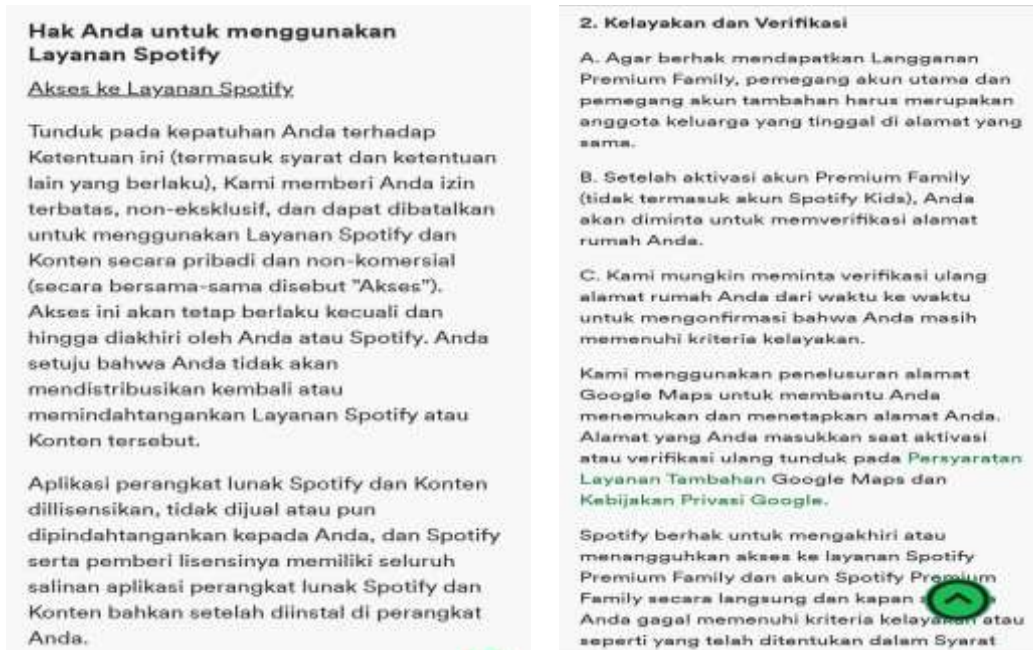 Hak Anda untuk menggunakan
Layanan Spotify
Akses ke Layanan Spotify
Tunduk pada kepatuhan Anda terhadap
Ketentuan ini (termasuk syarat dan ketentuan
lain yang berlaku), Kami memberi Anda izin
terbatas, non-eksklusif, dan dapat dibatalkan
untuk menggunakan Layanan Spotify dan
Konten secara pribadi dan non-komersial
(secara bersama-sama disebut "Akses").
Akses ini akan tetap berlaku kecuali dan
hingga diakhiri oleh Anda atau Spotify. Anda
setuju bahwa Anda tidak akan
mendistribusikan kembali atau
memindahtangankan Layanan Spotify atau
Konten tersebut.
Aplikasi perangkat lunak Spotify dan Konten
dillisensikan, tidak dijual atau pun
dipindahtangankan kepada Anda, dan Spotify
serta pemberi lisensinya memiliki seluruh
salinan aplikasi perangkat lunak Spotify dan
Konten bahkan setelah diinstal di perangkat
Anda.
2. Kelayakan dan Verifikasi
A. Agar berhak mendapatkan Langganan
Premium Family, pemegang akun utama dan
pemegang akun tambahan harus merupakan
anggota keluarga yang tinggal di alamat yang
sama.
B. Setelah aktivasi akun Premium Family
(tidak termasuk akun Spotify Kids), Anda
akan diminta untuk memverifikasi alamat
rumah Anda.
C. Kami mungkin meminta verifikasi ulang
alamat rumah Anda dari waktu ke waktu
untuk mengonfirmasi bahwa Anda masih
memenuhi kriteria kelayakan.
Kami menggunakan penelusuran alamat
Google Maps untuk membantu Anda
menemukan dan menetapkan alamat Anda.
Alamat yang Anda masukkan saat aktivasi
atau verifikasi ulang tunduk pada Persyaratan
Layanan Tambahan Google Maps dan
Kebijakan Privasi Google.
Spotify berhak untuk mengakhiri atau
menangguhkan akses ke layanan Spotify
Premium Family dan akun Spotify Premium
Family secara langsung dan kapan
Anda gagal memenuhi kriteria kelayakan atau
seperti yang telah ditentukan dalam Syarat